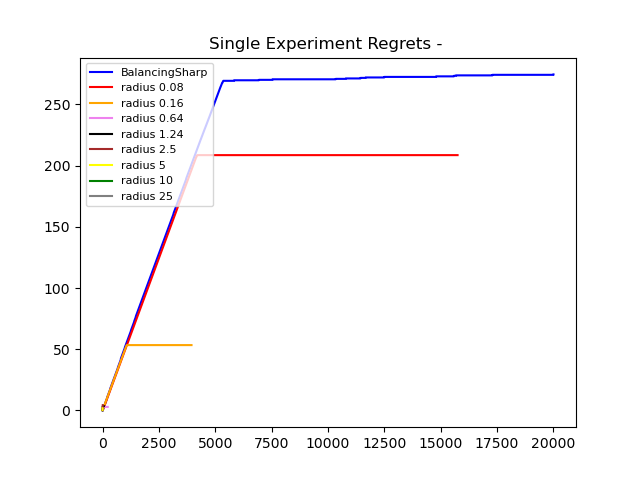 Single Experiment Regrets -
BalancingSharp
radius 0.08
radius 0.16
radius 0.64
radius 1.24
radius 2.5
radius 5
radius 10
radius 25
250
200
150
100
50
0
0 2500 5000 7500 10000 12500 15000 17500 20000